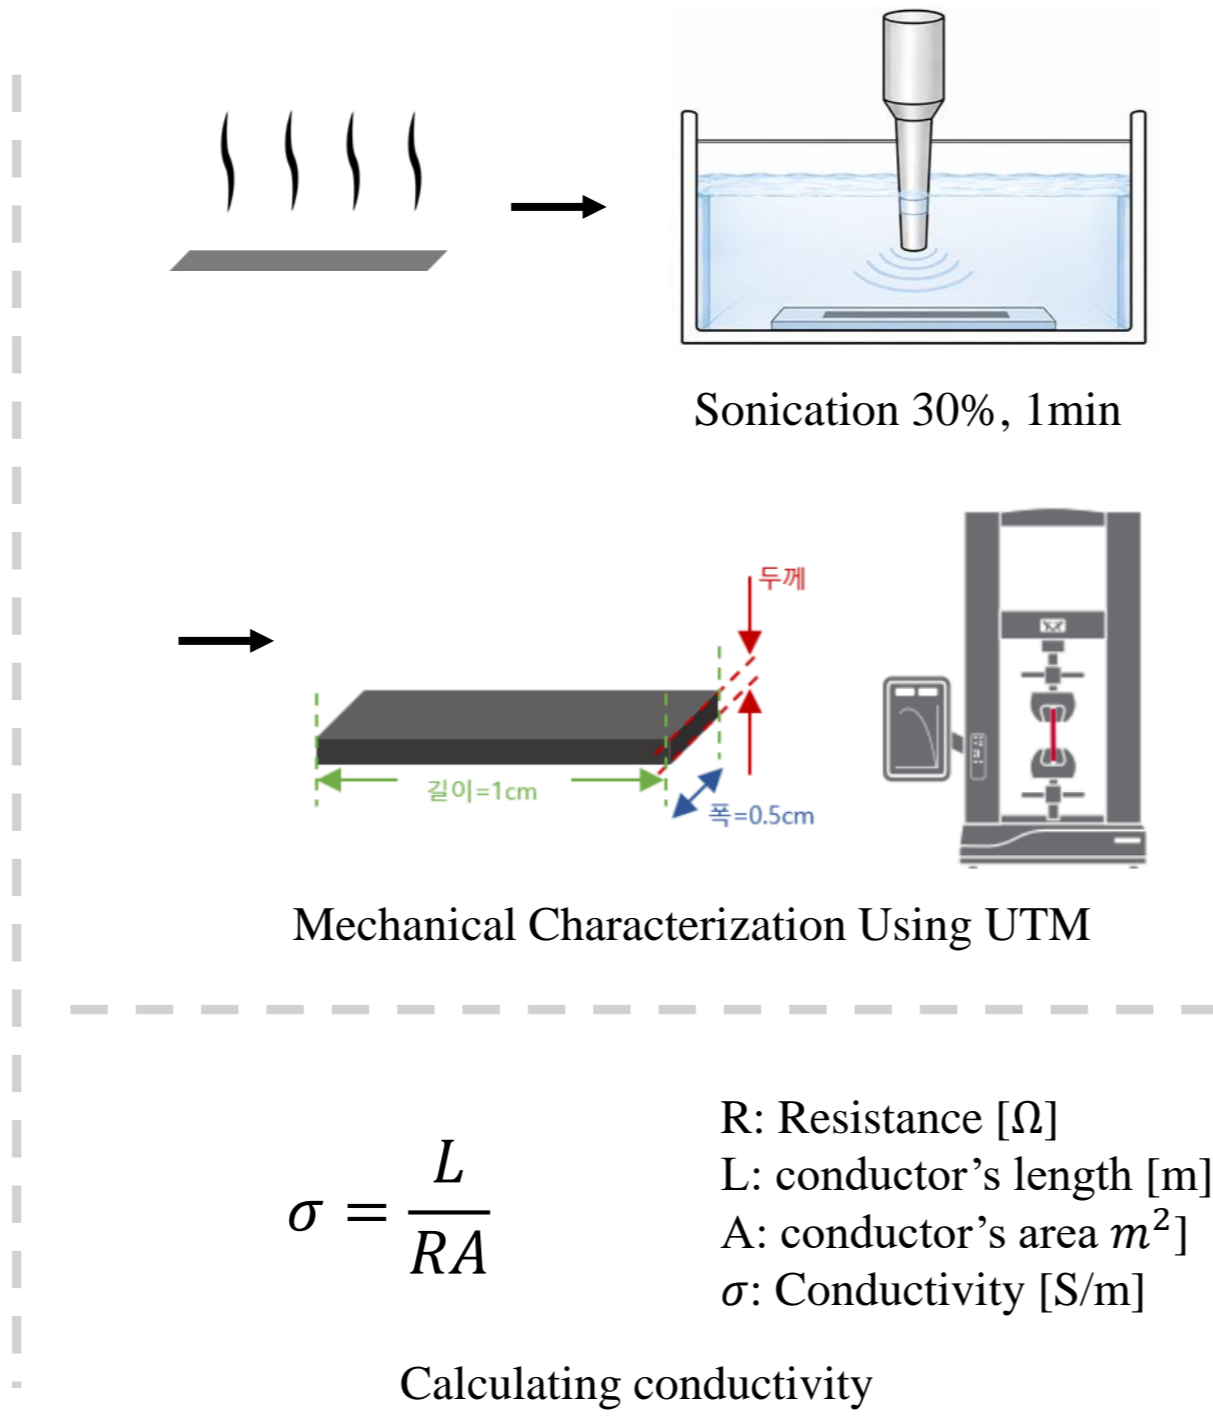 Sonication 30%, 1min
두께
길이=1cm
폭=0.5cm
Mechanical Characterization Using UTM
σ = L / RA
R: Resistance [Ω]
L: conductor’s length [m]
A: conductor’s area m²]
σ: Conductivity [S/m]
Calculating conductivity